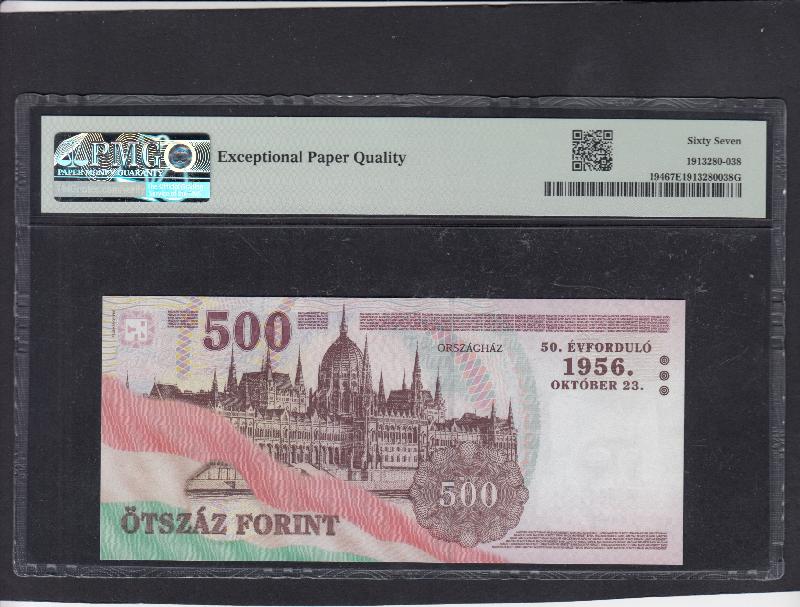 PMG
PAPER MONEY GUARANTY
Exceptional Paper Quality
Sixty Seven
1913280-038
19467E1913280038G
500
ORSZÁGHÁZ
50. ÉVFORDULÓ
1956.
OKTÓBER 23.
500
ÖTSZÁZ FORINT